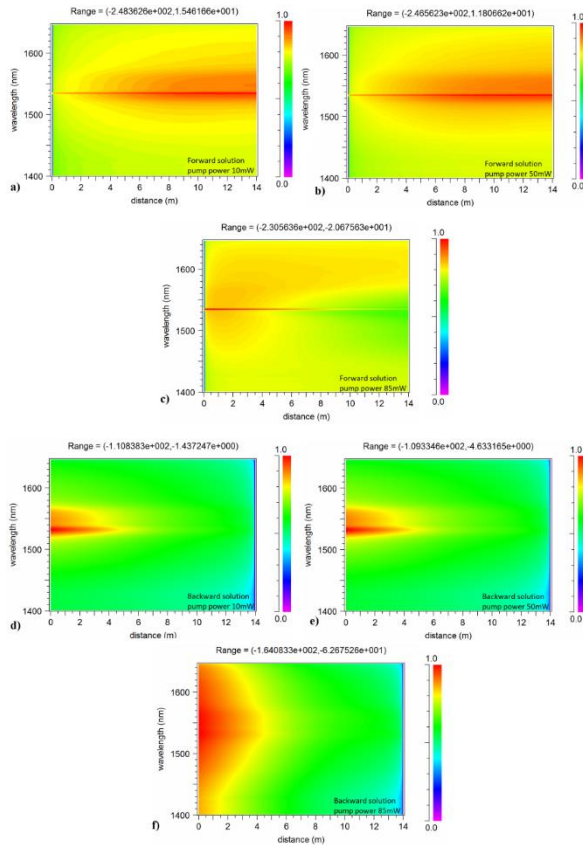 Range = (-2.483626e+002,1.546166e+001)
1.0
1600
wavelength (nm)
1500
1400
0 2 4 6 8 10 12 14
distance (m)
0.0
Forward solution
pump power 10mW
a)
Range = (-2.465623e+002,1.180662e+001)
1.0
1600
wavelength (nm)
1500
1400
0 2 4 6 8 10 12 14
distance (m)
0.0
Forward solution
pump power 50mW
b)
Range = (-2.305636e+002,-2.067563e+001)
1.0
1600
wavelength (nm)
1500
1400
0 2 4 6 8 10 12 14
distance (m)
0.0
Forward solution
pump power 85mW
c)
Range = (-1.108383e+002,-1.437247e+000)
1.0
1600
wavelength (nm)
1500
1400
0 2 4 6 8 10 12 14
distance (m)
0.0
Backward solution
pump power 10mW
d)
Range = (-1.093346e+002,-4.633165e+000)
1.0
1600
wavelength (nm)
1500
1400
0 2 4 6 8 10 12 14
distance (m)
0.0
Backward solution
pump power 50mW
e)
Range = (-1.640833e+002,-6.267526e+001)
1.0
1600
wavelength (nm)
1500
1400
0 2 4 6 8 10 12 14
distance (m)
0.0
Backward solution
pump power 85mW
f)